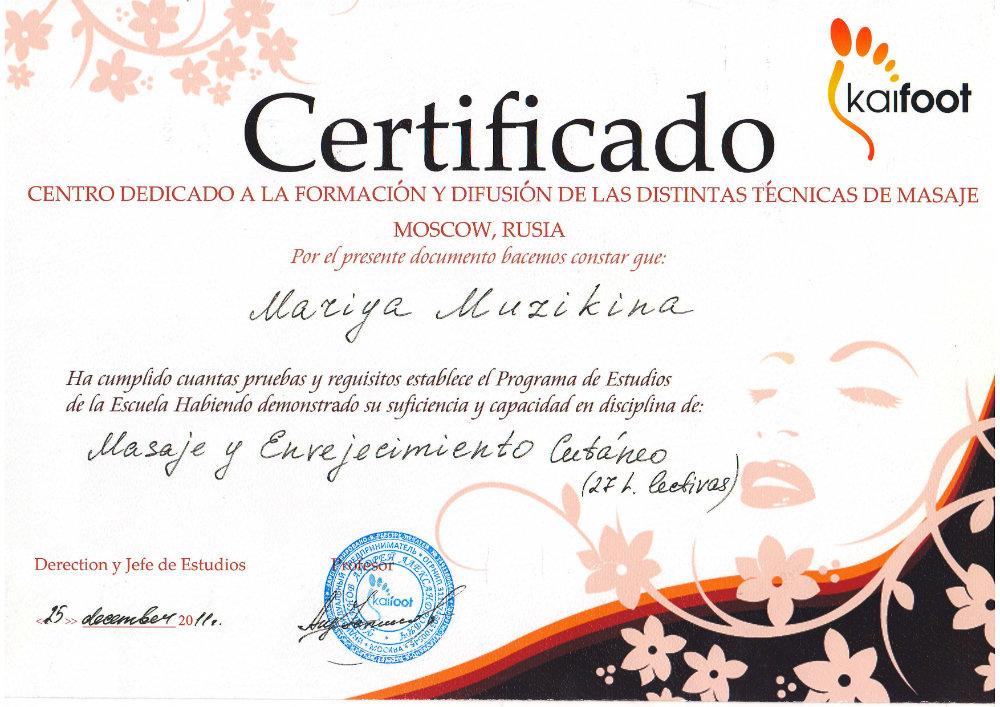 kaifoot
Certificado
CENTRO DEDICADO A LA FORMACIÓN Y DIFUSIÓN DE LAS DISTINTAS TÉCNICAS DE MASAJE
MOSCOW, RUSIA
Por el presente documento bacemos constar que:
Mariya Muzikina
Ha cumplido cuantas pruebas y requisitos establece el Programa de Estudios
de la Escuela Habiendo demonstrado su suficiencia y capacidad en disciplina de:
Masaje y Envejecimiento Cutáneo
(27 h. lectivas)
Derection y Jefe de Estudios
Profesor
kaifoot
МОСКВА
«25» december 2011г.